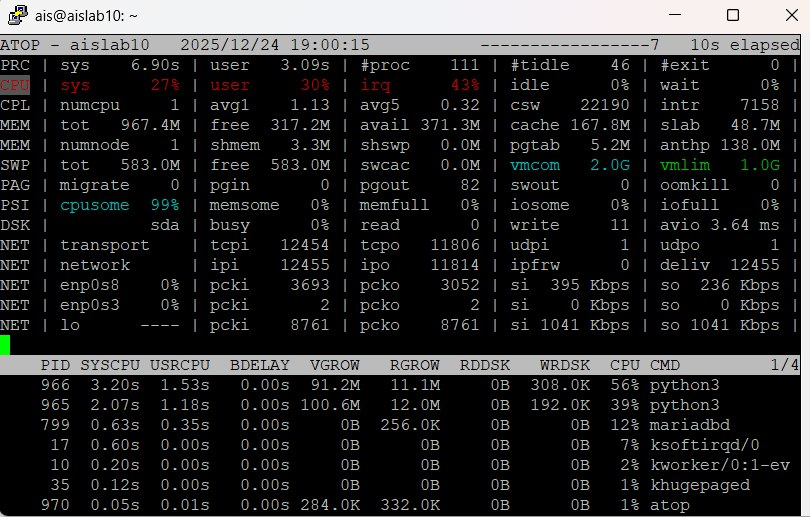 ais@aislab10: ~
ATOP - aislab10   2025/12/24 19:00:15           -----------------7   10s elapsed
PRC | sys    6.90s | user   3.09s | #proc    111 | #tidle    46 | #exit      0 |
CPU | sys      27% | user     30% | irq      43% | idle      0% | wait      0% |
CPL | numcpu     1 | avg1    1.13 | avg5    0.32 | csw    22190 | intr    7158 |
MEM | tot   967.4M | free  317.2M | avail 371.3M | cache 167.8M | slab   48.7M |
MEM | numnode    1 | shmem   3.3M | shswp   0.0M | pgtab   5.2M | anthp 138.0M |
SWP | tot   583.0M | free  583.0M | swcac   0.0M | vmcom   2.0G | vmlim   1.0G |
PAG | migrate    0 | pgin       0 | pgout     82 | swout      0 | oomkill    0 |
PSI | cpusome  99% | memsome   0% | memfull   0% | iosome    0% | iofull    0% |
DSK |          sda | busy      0% | read       0 | write     11 | avio 3.64 ms |
NET | transport    | tcpi   12454 | tcpo   11806 | udpi       1 | udpo       1 |
NET | network      | ipi    12455 | ipo    11814 | ipfrw      0 | deliv  12455 |
NET | enp0s8    0% | pcki    3693 | pcko    3052 | si  395 Kbps | so  236 Kbps |
NET | enp0s3    0% | pcki       2 | pcko       2 | si    0 Kbps | so    0 Kbps |
NET | lo      ---- | pcki    8761 | pcko    8761 | si 1041 Kbps | so 1041 Kbps |
PID SYSCPU USRCPU  BDELAY  VGROW  RGROW  RDDSK   WRDSK  CPU CMD         1/4
966  3.20s  1.53s   0.00s  91.2M  11.1M     0B  308.0K  56% python3
965  2.07s  1.18s   0.00s 100.6M  12.0M     0B  192.0K  39% python3
799  0.63s  0.35s   0.00s     0B 256.0K     0B      0B  12% mariadbd
17  0.60s  0.00s   0.00s     0B     0B     0B      0B   7% ksoftirqd/0
10  0.20s  0.00s   0.00s     0B     0B     0B      0B   2% kworker/0:1-ev
35  0.12s  0.00s   0.00s     0B     0B     0B      0B   1% khugepaged
970  0.05s  0.01s   0.00s 284.0K 332.0K     0B      0B   1% atop